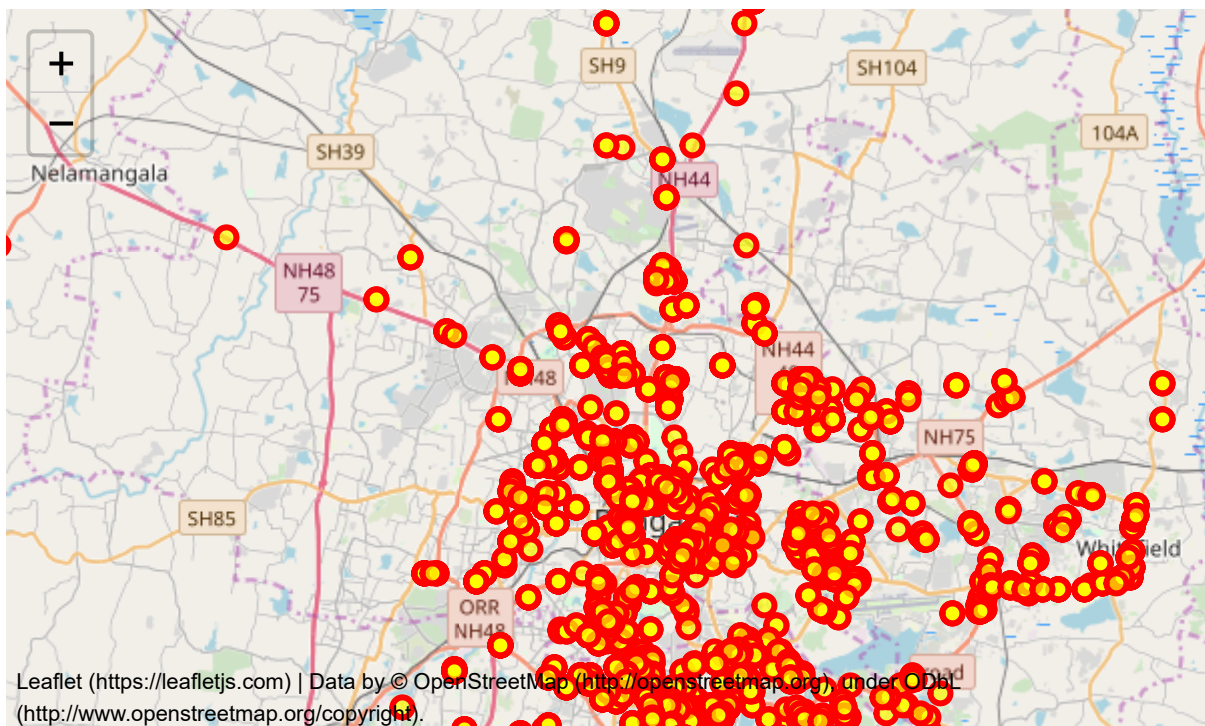 +
−
SH9
SH104
104A
SH39
Nelamangala
NH44
NH48
75
NH44
NH75
SH85
ORR
NH48
road
Leaflet (https://leafletjs.com) | Data by © OpenStreetMap (http://openstreetmap.org), under ODbL
(http://www.openstreetmap.org/copyright).